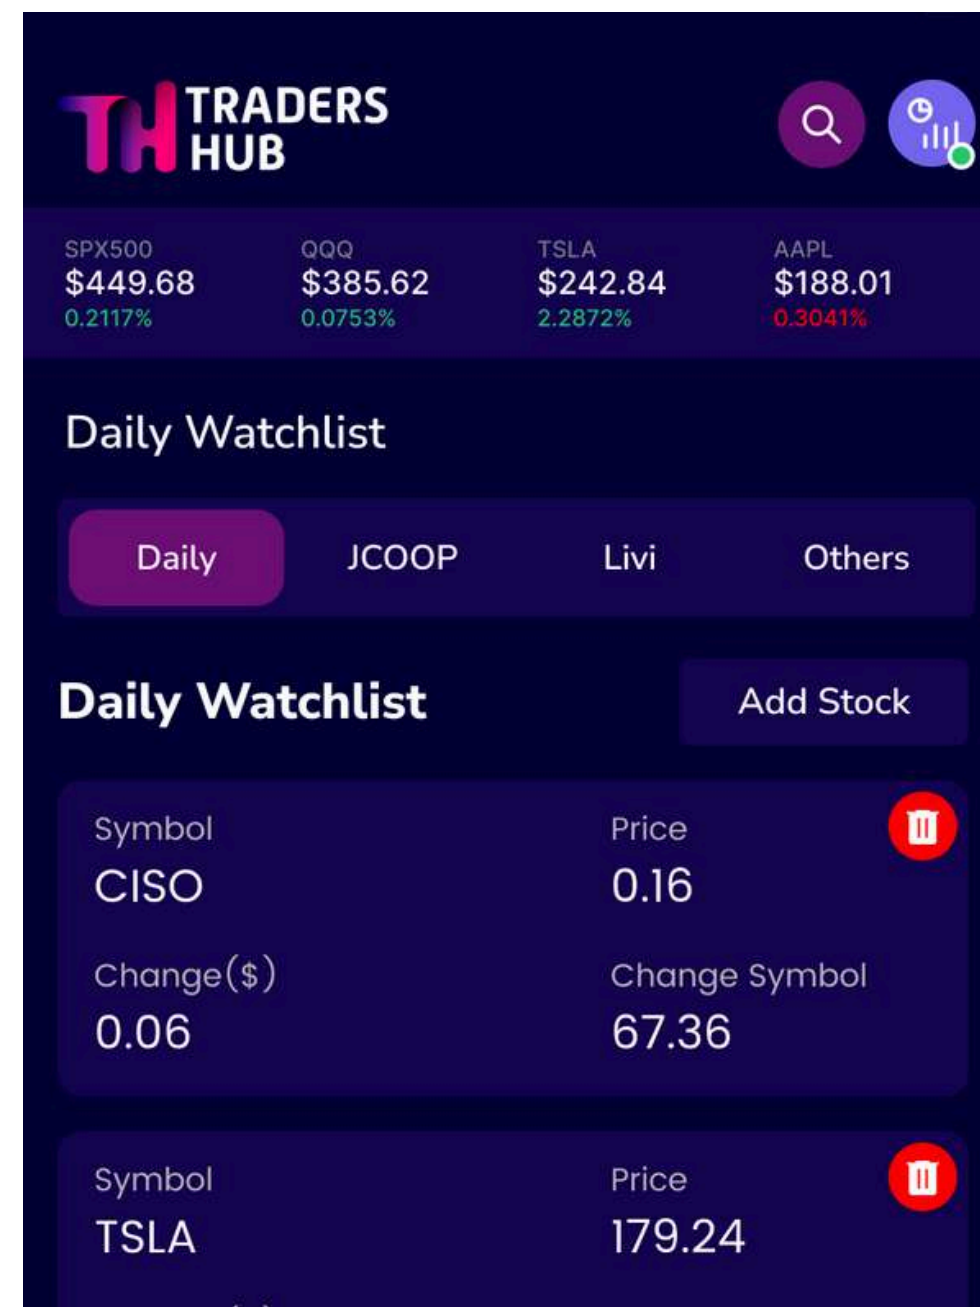 TRADERS
HUB
SPX500 QQQ TSLA AAPL
$449.68 $385.62 $242.84 $188.01
0.2117% 0.0753% 2.2872% 0.3041%
Daily Watchlist
Daily JCOOP Livi Others
Daily Watchlist Add Stock
Symbol Price
CISO 0.16
Change($) Change Symbol
0.06 67.36
Symbol Price
TSLA 179.24